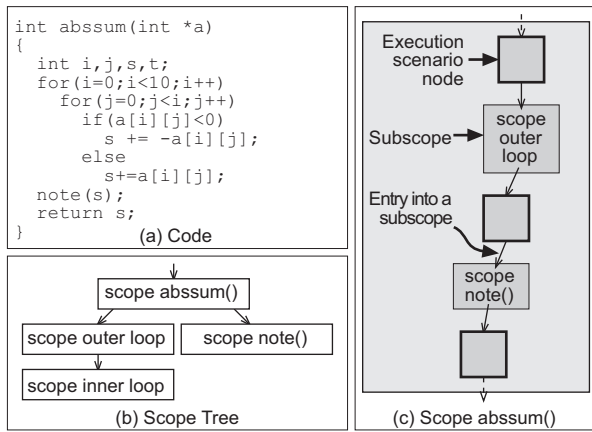 int abssum(int *a)
{
  int i,j,s,t;
  for(i=0;i<10;i++)
    for(j=0;j<i;j++)
      if(a[i][j]<0)
        s += -a[i][j];
      else
        s+=a[i][j];
  note(s);
  return s;
}
(a) Code
scope abssum()
scope outer loop
scope note()
scope inner loop
(b) Scope Tree
Execution
scenario
node
Subscope
scope
outer
loop
Entry into a
subscope
scope
note()
(c) Scope abssum()